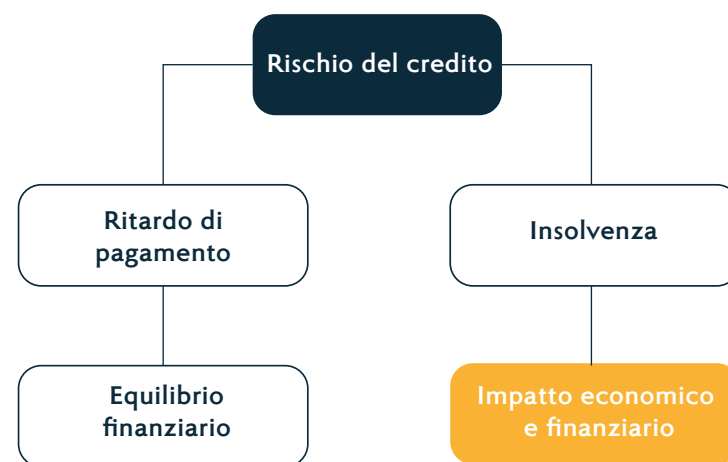 Rischio del credito
Ritardo di
pagamento
Insolvenza
Equilibrio
finanziario
Impatto economico
e finanziario